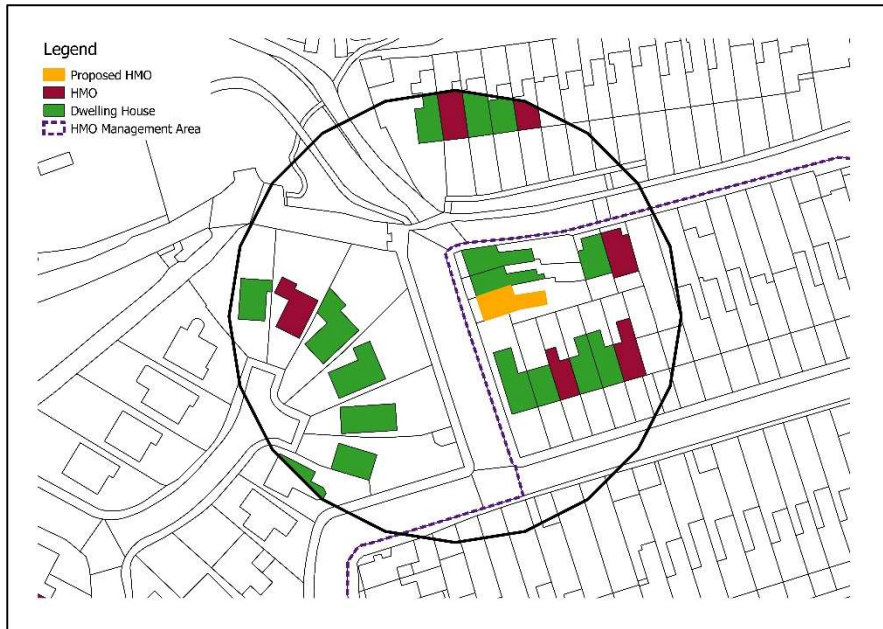 Legend
Proposed HMO
HMO
Dwelling House
HMO Management Area